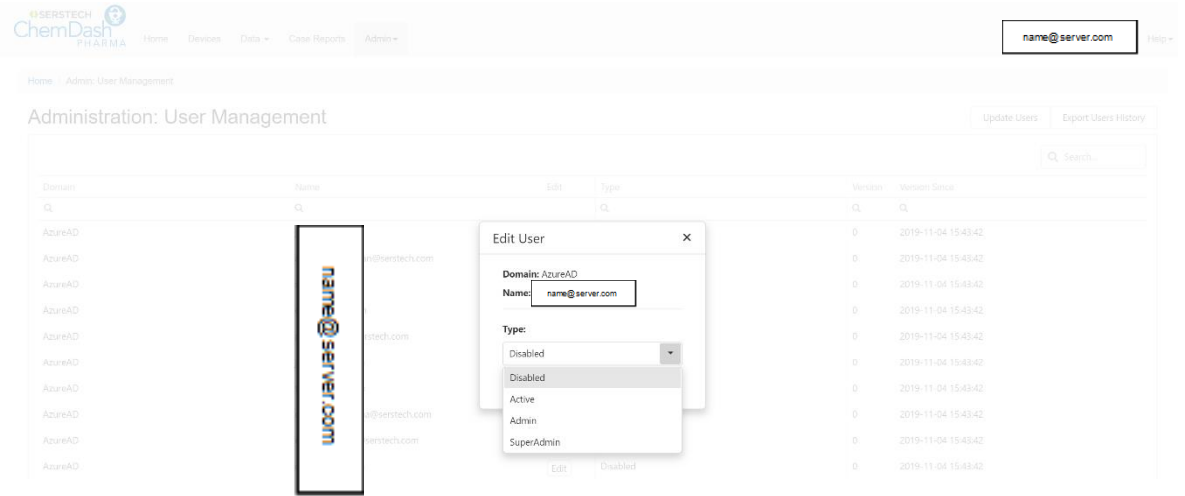 SERSTECH
ChemDash
PHARMA
Home Devices Data Case Reports Admin
name@server.com
Help
Home / Admin: User Management
Administration: User Management
Update Users Export Users History
Search...
Domain Name Edit Type Version Version Since
AzureAD 0 2019-11-04 15:43:42
AzureAD @serstech.com 0 2019-11-04 15:43:42
AzureAD 0 2019-11-04 15:43:42
AzureAD 0 2019-11-04 15:43:42
AzureAD 0 2019-11-04 15:43:42
AzureAD 0 2019-11-04 15:43:42
AzureAD 0 2019-11-04 15:43:42
AzureAD @serstech.com 0 2019-11-04 15:43:42
AzureAD serstech.com 0 2019-11-04 15:43:42
AzureAD Edit Disabled 0 2019-11-04 15:43:42
name@server.com
Edit User ×
Domain: AzureAD
Name: name@server.com
Type:
Disabled
Disabled
Active
Admin
SuperAdmin